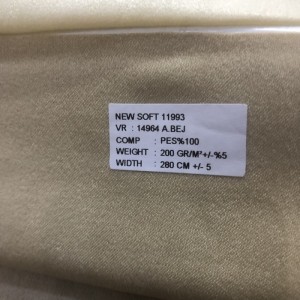 NEW SOFT 11993
VR : 14964 A.BEJ
COMP : PES%100
WEIGHT : 200 GR/M²+/-%5
WIDTH : 280 CM +/- 5